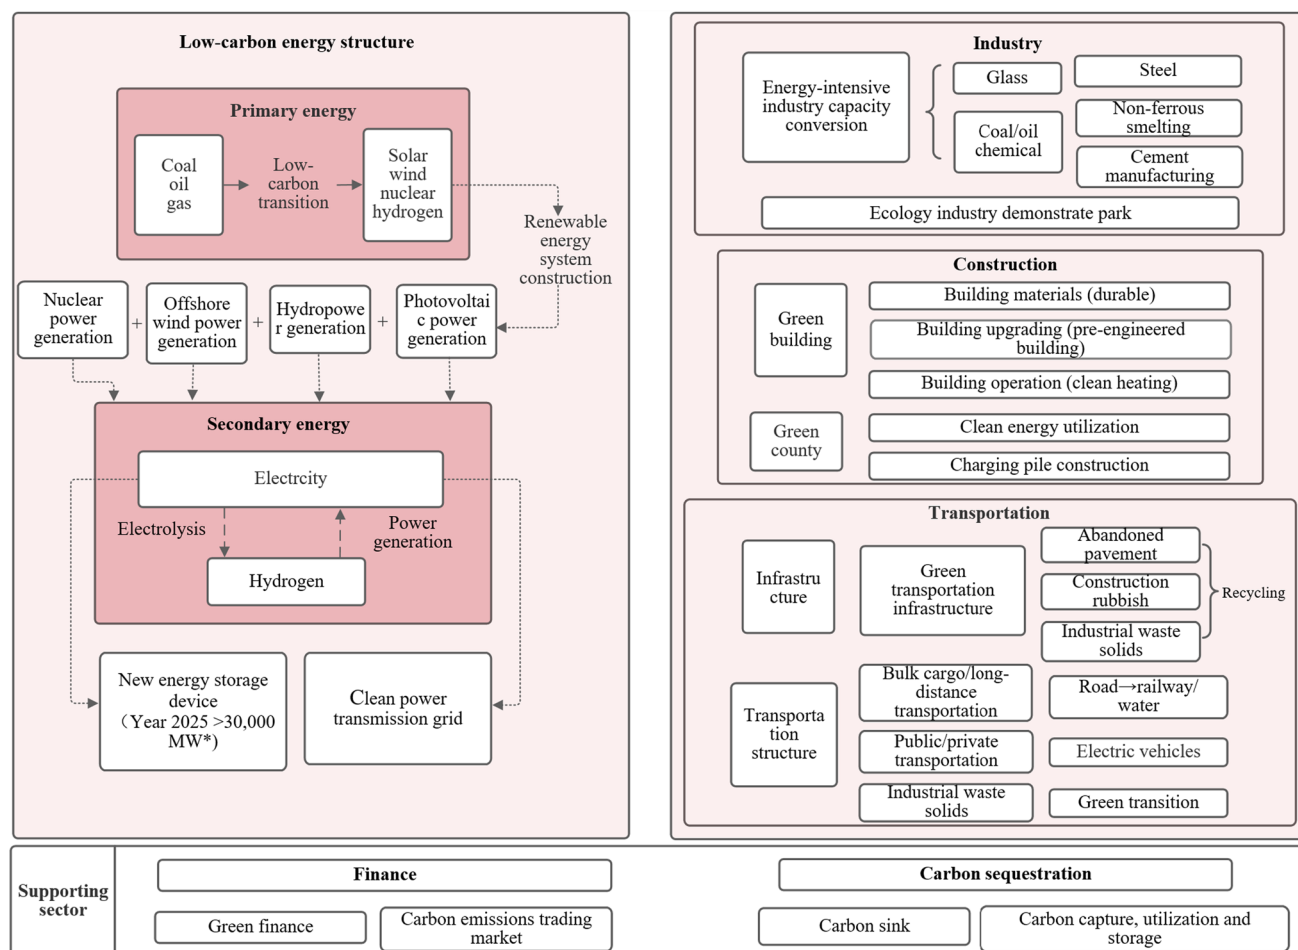 Low-carbon energy structure
Primary energy
Coal
oil
gas
Low-
carbon
transition
Solar
wind
nuclear
hydrogen
Renewable
energy
system
construction
Nuclear
power
generation
+
Offshore
wind power
generation
+
Hydropowe
r generation
+
Photovoltai
c power
generation
Secondary energy
Electrcity
Electrolysis
Power
generation
Hydrogen
New energy storage
device
（Year 2025 >30,000
MW*)
Clean power
transmission grid
Industry
Energy-intensive
industry capacity
conversion
Glass
Coal/oil
chemical
Steel
Non-ferrous
smelting
Cement
manufacturing
Ecology industry demonstrate park
Construction
Green
building
Building materials (durable)
Building upgrading (pre-engineered
building)
Building operation (clean heating)
Green
county
Clean energy utilization
Charging pile construction
Transportation
Infrastru
cture
Green
transportation
infrastructure
Abandoned
pavement
Construction
rubbish
Industrial waste
solids
Recycling
Transporta
tion
structure
Bulk cargo/long-
distance
transportation
Road→railway/
water
Public/private
transportation
Electric vehicles
Industrial waste
solids
Green transition
Supporting
sector
Finance
Green finance
Carbon emissions trading
market
Carbon sequestration
Carbon sink
Carbon capture, utilization and
storage